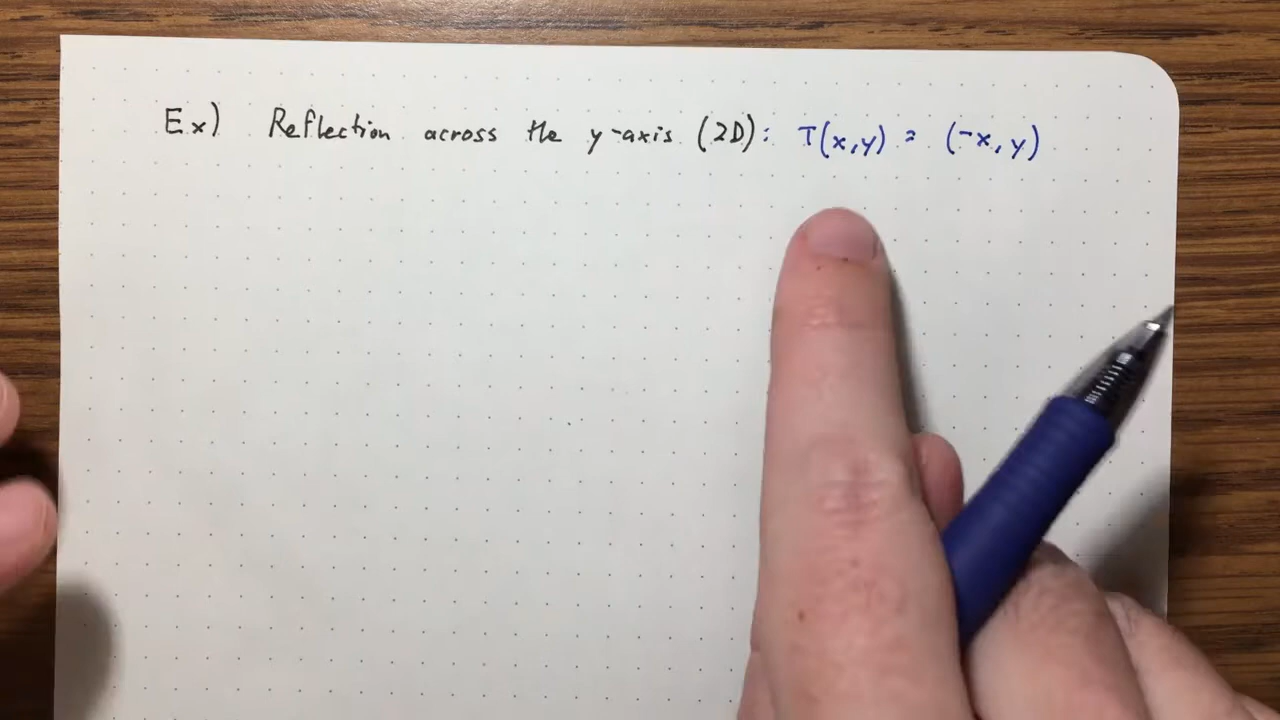 Ex) Reflection across the y-axis (2D): T(x,y) = (-x, y)